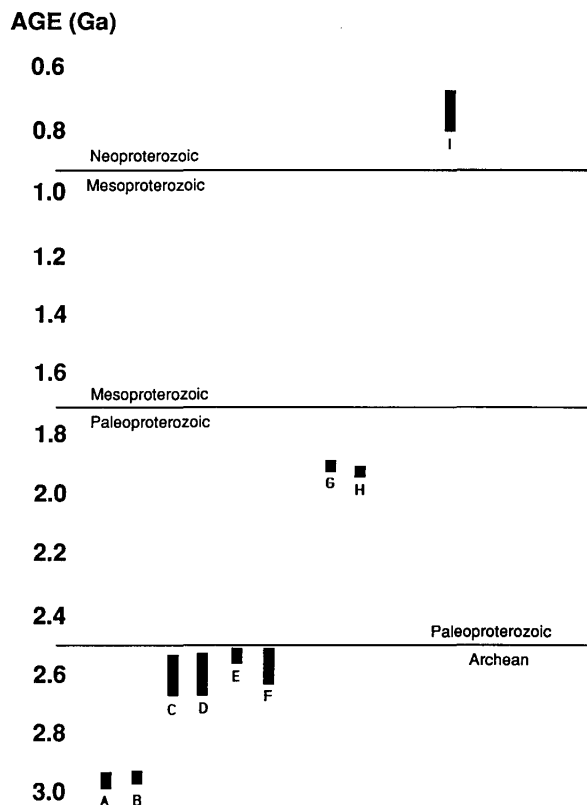 AGE (Ga)
0.6
0.8
I
Neoproterozoic
Mesoproterozoic
1.0
1.2
1.4
1.6
Mesoproterozoic
Paleoproterozoic
1.8
G
H
2.0
2.2
2.4
Paleoproterozoic
Archean
2.6
E
C
D
F
2.8
3.0
A
B